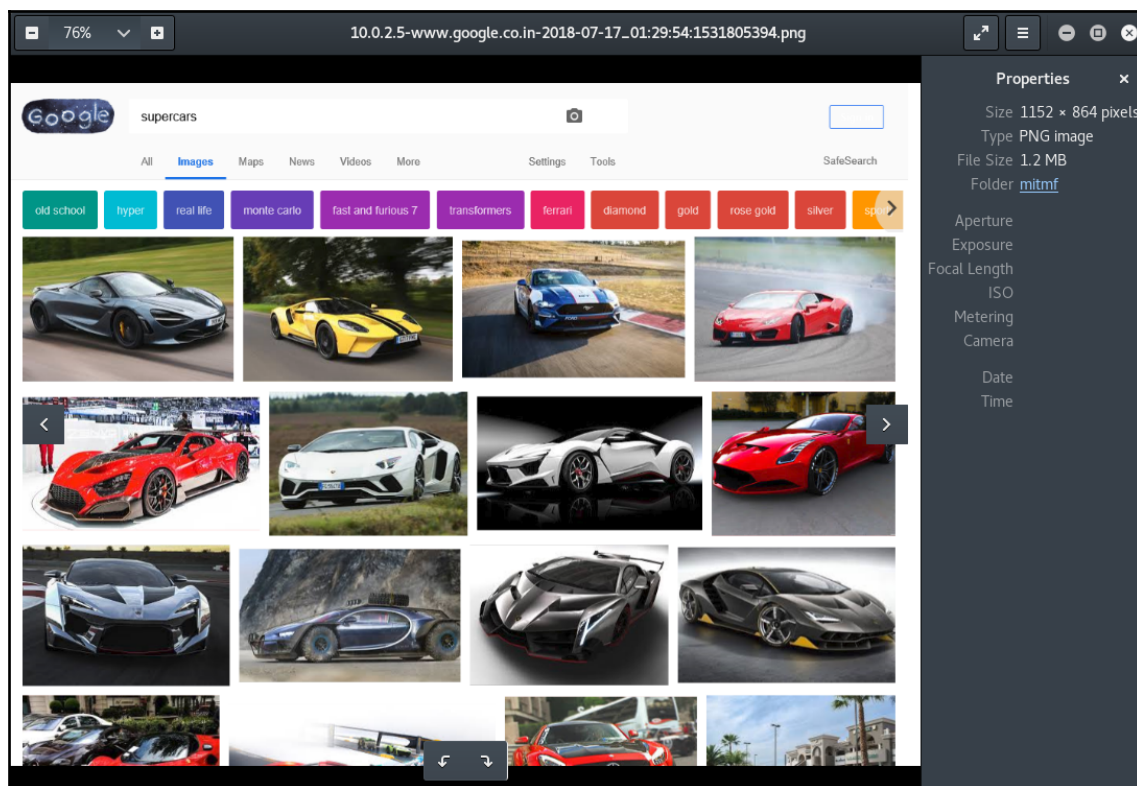 76%
10.0.2.5-www.google.co.in-2018-07-17_01:29:54:1531805394.png
Google
supercars
All Images Maps News Videos More Settings Tools SafeSearch
old school hyper real life monte carlo fast and furious 7 transformers ferrari diamond gold rose gold silver
Properties
Size 1152 × 864 pixels
Type PNG image
File Size 1.2 MB
Folder mitmf
Aperture
Exposure
Focal Length
ISO
Metering
Camera
Date
Time